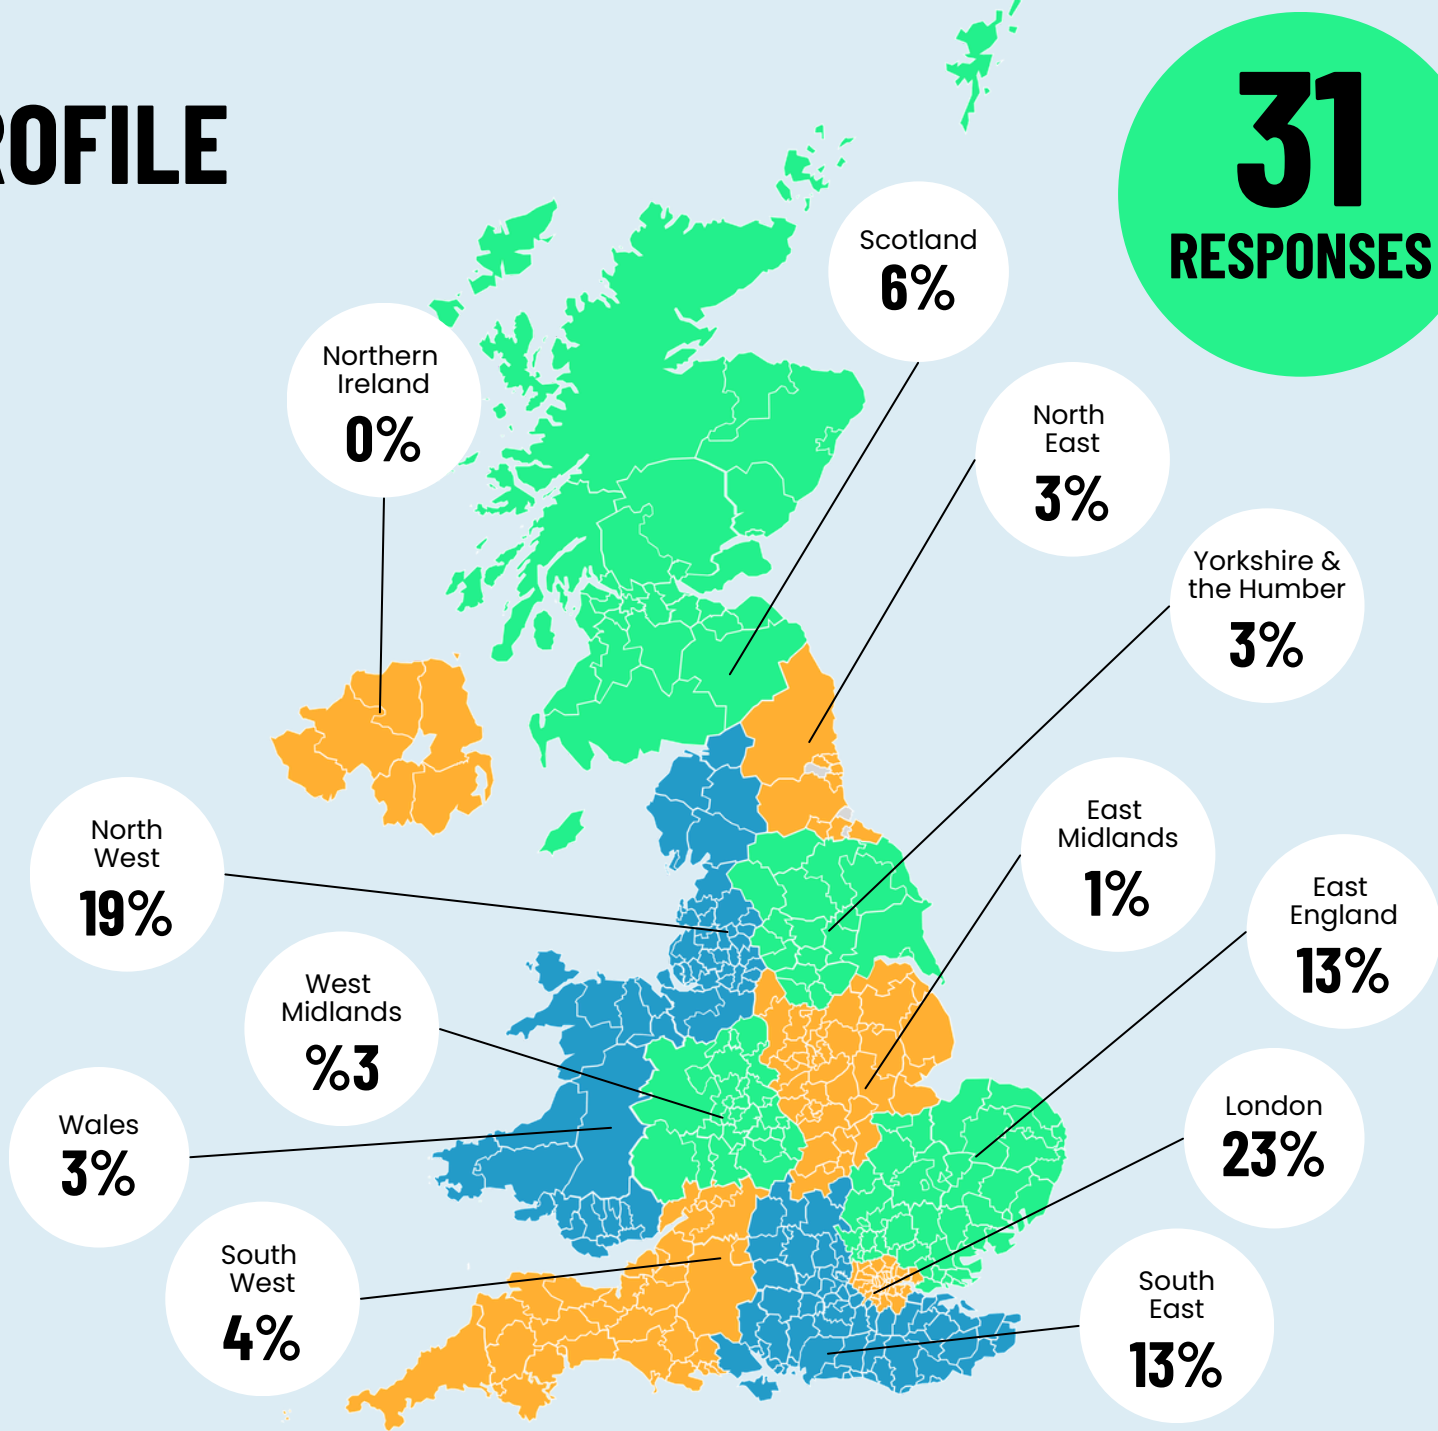 ROFILE
31
RESPONSES
Scotland
6%
Northern
Ireland
0%
North
East
3%
Yorkshire &
the Humber
3%
North
West
19%
East
Midlands
1%
East
England
13%
West
Midlands
%3
London
23%
Wales
3%
South
West
4%
South
East
13%